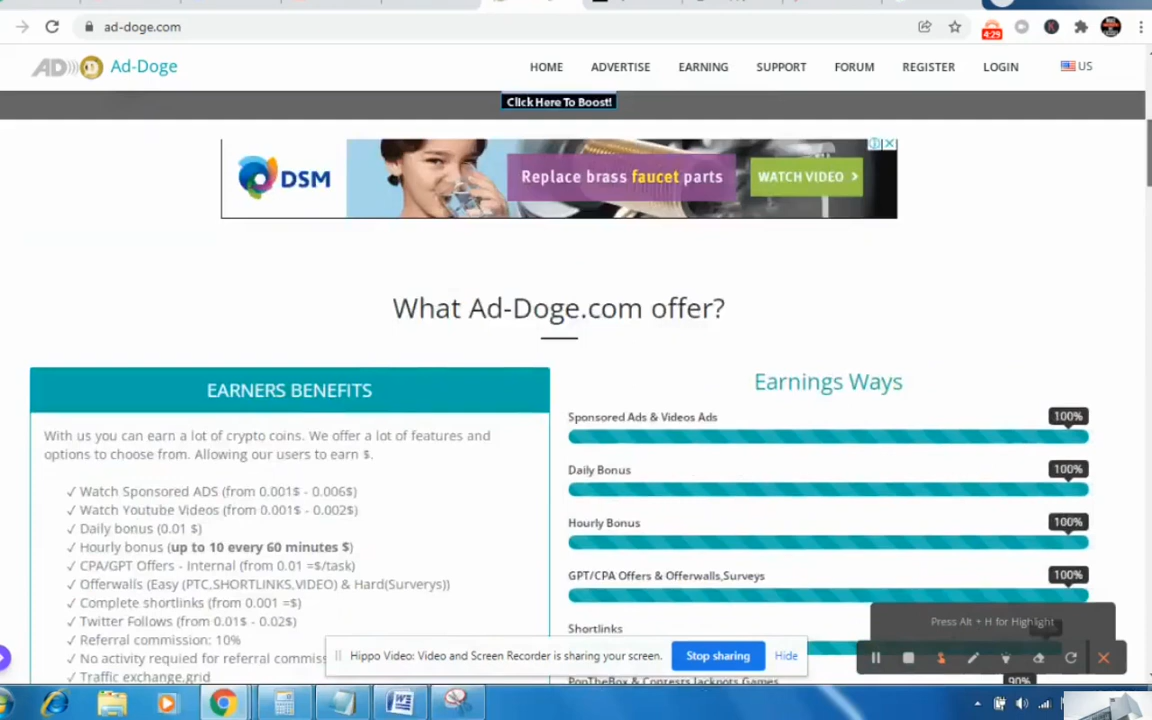 ad-doge.com
4:29
K
AD
Ad-Doge
HOME ADVERTISE EARNING SUPPORT FORUM REGISTER LOGIN US
Click Here To Boost!
DSM
Replace brass faucet parts
WATCH VIDEO >
What Ad-Doge.com offer?
EARNERS BENEFITS
With us you can earn a lot of crypto coins. We offer a lot of features and
options to choose from. Allowing our users to earn $.
✓ Watch Sponsored ADS (from 0.001$ - 0.006$)
✓ Watch Youtube Videos (from 0.001$ - 0.002$)
✓ Daily bonus (0.01 $)
✓ Hourly bonus (up to 10 every 60 minutes $)
✓ CPA/GPT Offers - Internal (from 0.01 =$/task)
✓ Offerwalls (Easy (PTC,SHORTLINKS,VIDEO) & Hard(Surverys))
✓ Complete shortlinks (from 0.001 =$)
✓ Twitter Follows (from 0.01$ - 0.02$)
✓ Referral commission: 10%
✓ No activity requied for referral commiss
✓ Traffic exchange,grid
Earnings Ways
Sponsored Ads & Videos Ads 100%
Daily Bonus 100%
Hourly Bonus 100%
GPT/CPA Offers & Offerwalls,Surveys 100%
Shortlinks
PopTheBox & Contests Jackpots Games 90%
Press Alt + H for Highlight
Hippo Video: Video and Screen Recorder is sharing your screen. Stop sharing Hide